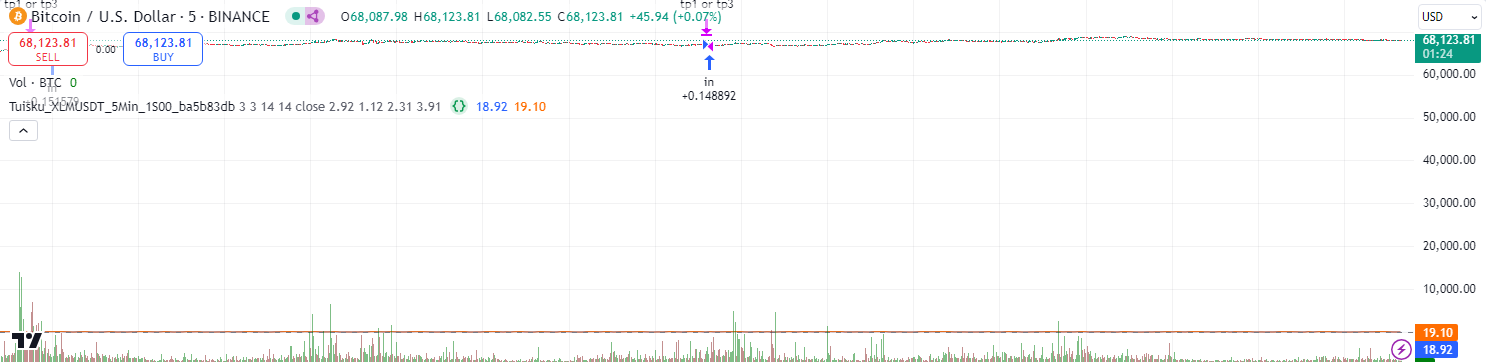 tp1 or tp3
tp1 or tp3
Bitcoin / U.S. Dollar · 5 · BINANCE
O68,087.98 H68,123.81 L68,082.55 C68,123.81 +45.94 (+0.07%)
USD
68,123.81
SELL
0.00
68,123.81
BUY
68,123.81
01:24
60,000.00
Vol · BTC 0
in
in
+0.151579
+0.148892
Tuisku_XLMUSDT_5Min_1S00_ba5b83db 3 3 14 14 close 2.92 1.12 2.31 3.91 {} 18.92 19.10
50,000.00
40,000.00
30,000.00
20,000.00
10,000.00
19.10
18.92